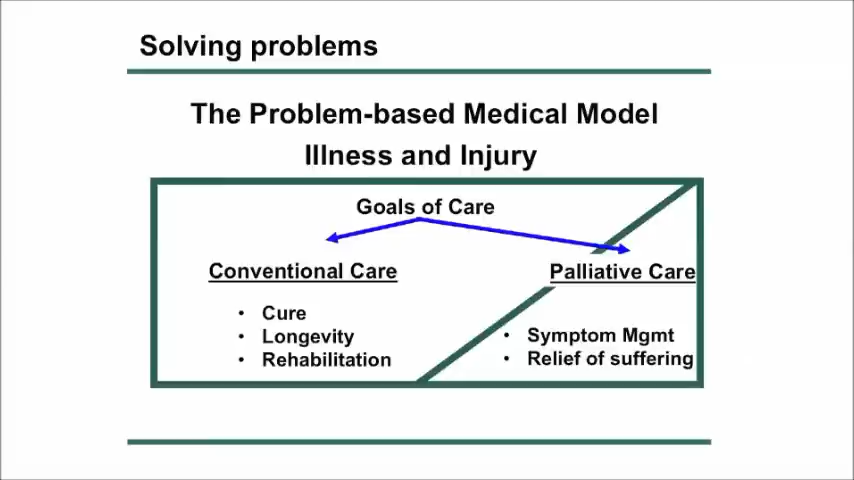 Solving problems
The Problem-based Medical Model
Illness and Injury
Goals of Care
Conventional Care
• Cure
• Longevity
• Rehabilitation
Palliative Care
• Symptom Mgmt
• Relief of suffering